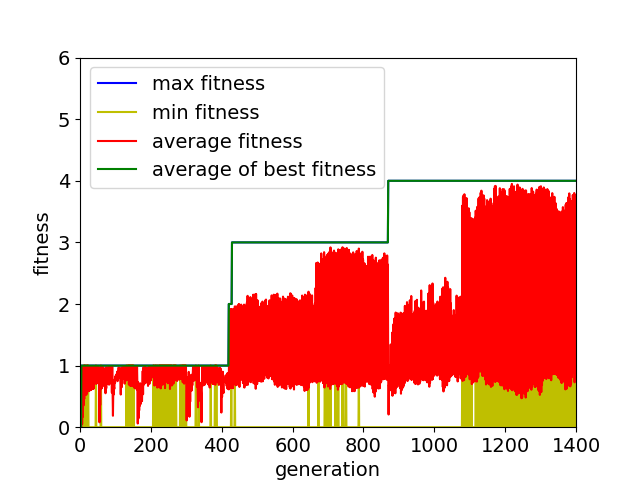 6
5
4
3
2
1
0
fitness
max fitness
min fitness
average fitness
average of best fitness
0 200 400 600 800 1000 1200 1400
generation